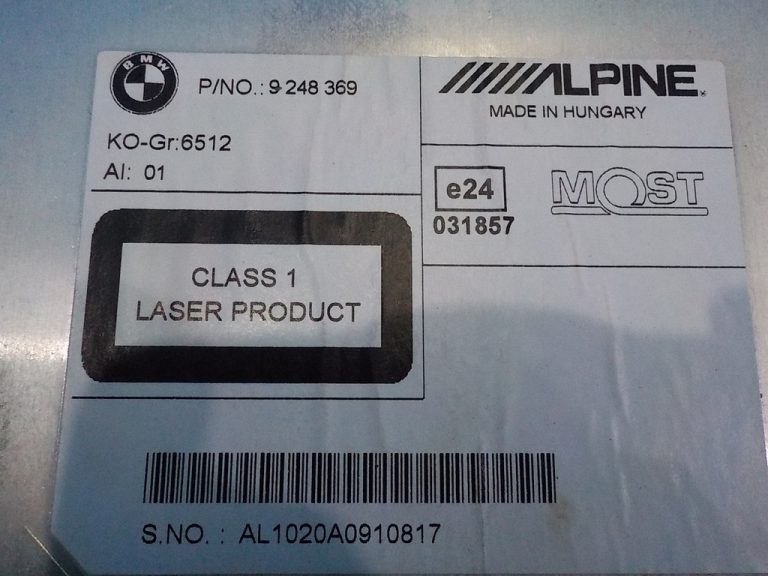 BMW
P/NO.: 9 248 369
KO-Gr:6512
AI: 01
ALPINE
MADE IN HUNGARY
e24
031857
MOST
CLASS 1
LASER PRODUCT
S.NO. : AL1020A0910817